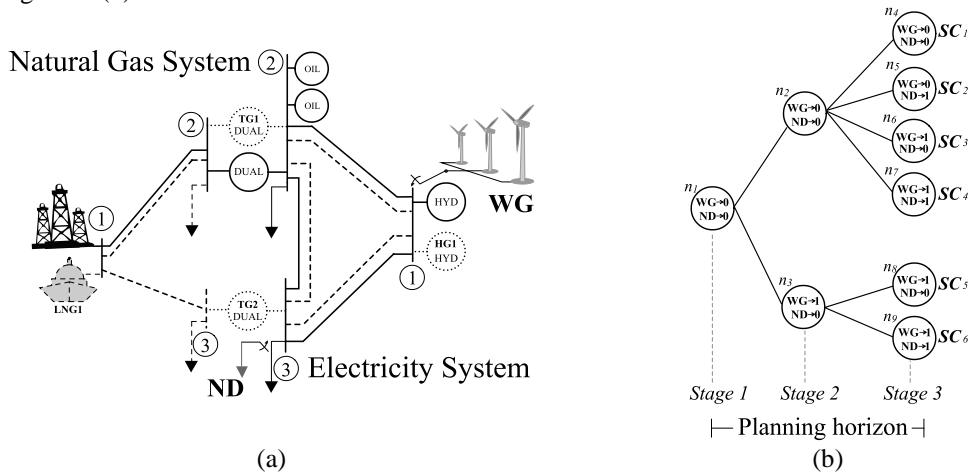 Natural Gas System
2
OIL
OIL
2
TG1
DUAL
DUAL
WG
1
HYD
HG1
HYD
LNG1
1
TG2
DUAL
3
ND
3
Electricity System
(a)
n4
WG→0
ND→0
SC1
n5
WG→0
ND→1
SC2
n2
WG→0
ND→0
n6
WG→1
ND→0
SC3
n7
WG→1
ND→1
SC4
n1
WG→0
ND→0
n8
WG→1
ND→0
SC5
n3
WG→1
ND→0
n9
WG→1
ND→1
SC6
Stage 1 Stage 2 Stage 3
Planning horizon
(b)